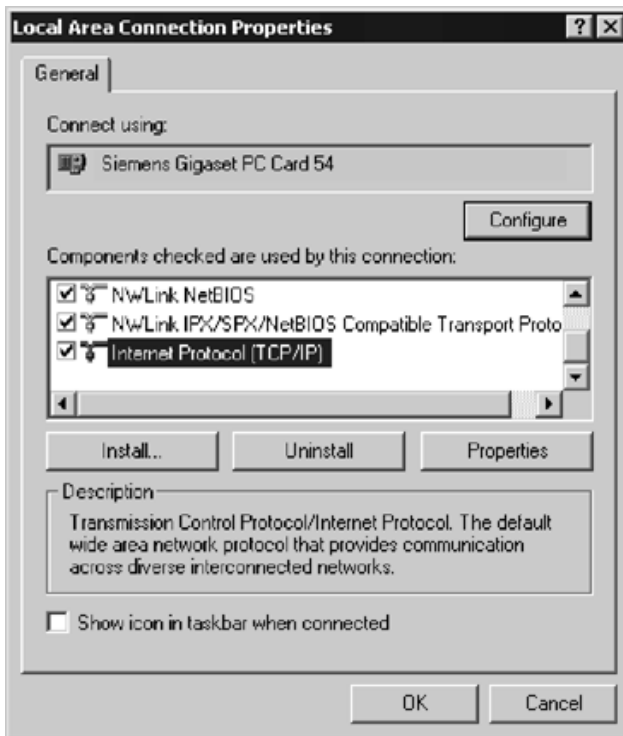 Local Area Connection Properties
General
Connect using:
Siemens Gigaset PC Card 54
Configure
Components checked are used by this connection:
NWLink NetBIOS
NWLink IPX/SPX/NetBIOS Compatible Transport Proto
Internet Protocol (TCP/IP)
Install... Uninstall Properties
Description
Transmission Control Protocol/Internet Protocol. The default
wide area network protocol that provides communication
across diverse interconnected networks.
Show icon in taskbar when connected
OK Cancel